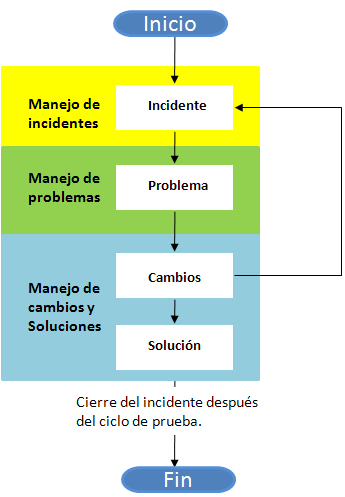 Inicio
Manejo de
incidentes
Incidente
Manejo de
problemas
Problema
Manejo de
cambios y
Soluciones
Cambios
Solución
Cierre del incidente después
del ciclo de prueba.
Fin